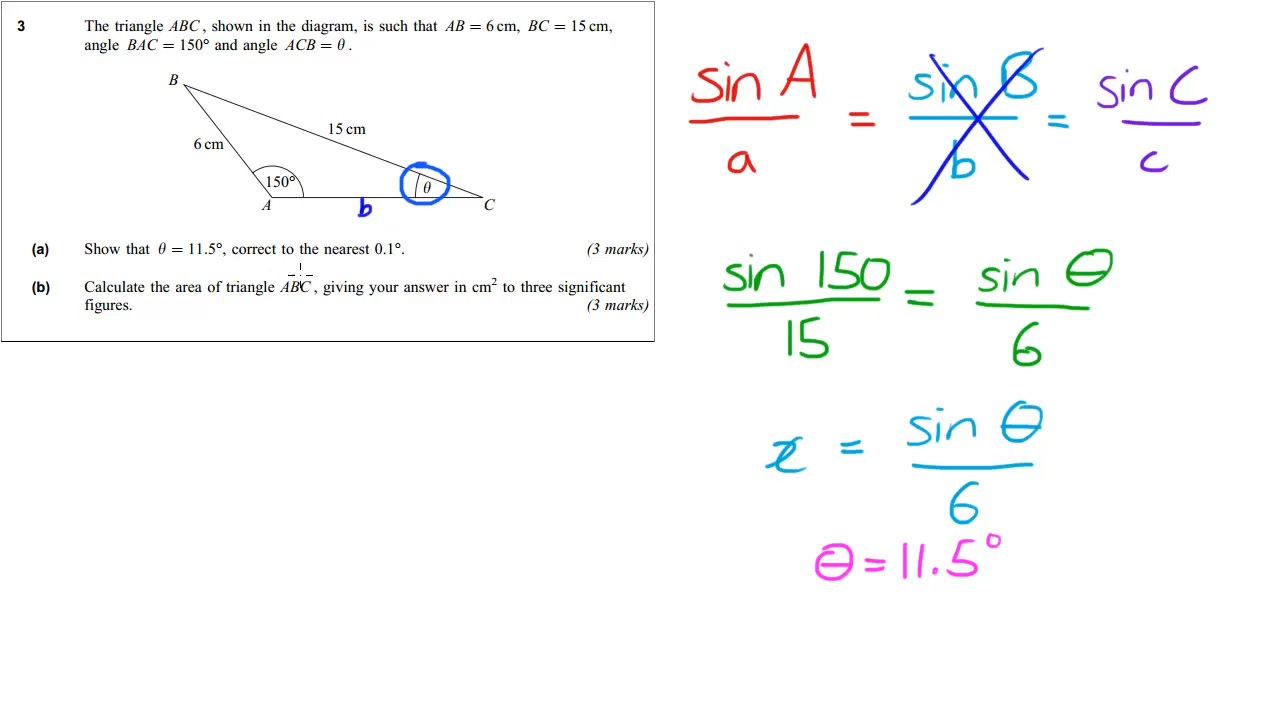 3 The triangle ABC, shown in the diagram, is such that AB = 6 cm, BC = 15 cm,
angle BAC = 150° and angle ACB = θ.
B
15 cm
6 cm
150°
θ
A
b
C
(a) Show that θ = 11.5°, correct to the nearest 0.1°. (3 marks)
(b) Calculate the area of triangle ABC, giving your answer in cm² to three significant
figures. (3 marks)
sin A / a = sin B / b = sin C / c
sin 150 / 15 = sin θ / 6
= sin θ / 6
θ = 11.5°